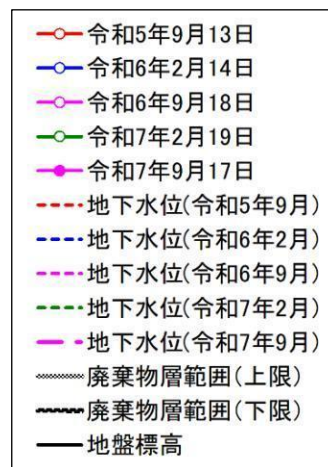 令和5年9月13日
令和6年2月14日
令和6年9月18日
令和7年2月19日
令和7年9月17日
地下水位(令和5年9月)
地下水位(令和6年2月)
地下水位(令和6年9月)
地下水位(令和7年2月)
地下水位(令和7年9月)
廃棄物層範囲(上限)
廃棄物層範囲(下限)
地盤標高